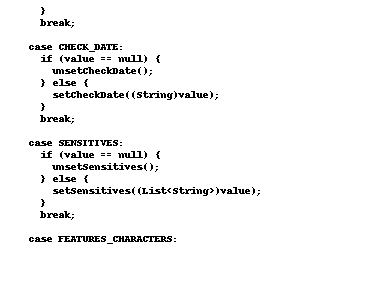 }
break;
case CHECK_DATE:
if (value == null) {
unsetCheckDate();
} else {
setCheckDate((String)value);
}
break;
case SENSITIVES:
if (value == null) {
unsetSensitives();
} else {
setSensitives((List<String>)value);
}
break;
case FEATURES_CHARACTERS: